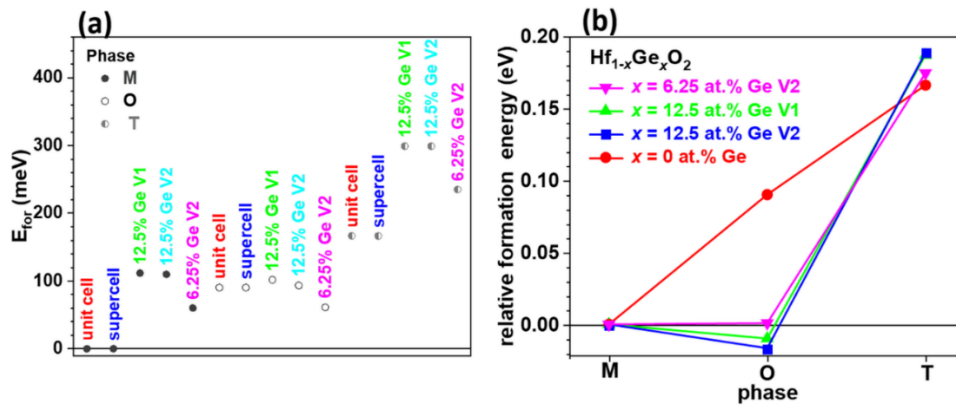 (a)
E_for (meV)
400
300
200
100
0
Phase
M
O
T
unit cell
supercell
12.5% Ge V1
12.5% Ge V2
6.25% Ge V2
unit cell
supercell
12.5% Ge V1
12.5% Ge V2
6.25% Ge V2
unit cell
supercell
12.5% Ge V1
12.5% Ge V2
6.25% Ge V2
(b)
relative formation energy (eV)
0.20
0.15
0.10
0.05
0.00
Hf₁₋ₓGeₓO₂
x = 6.25 at.% Ge V2
x = 12.5 at.% Ge V1
x = 12.5 at.% Ge V2
x = 0 at.% Ge
M
O
T
phase